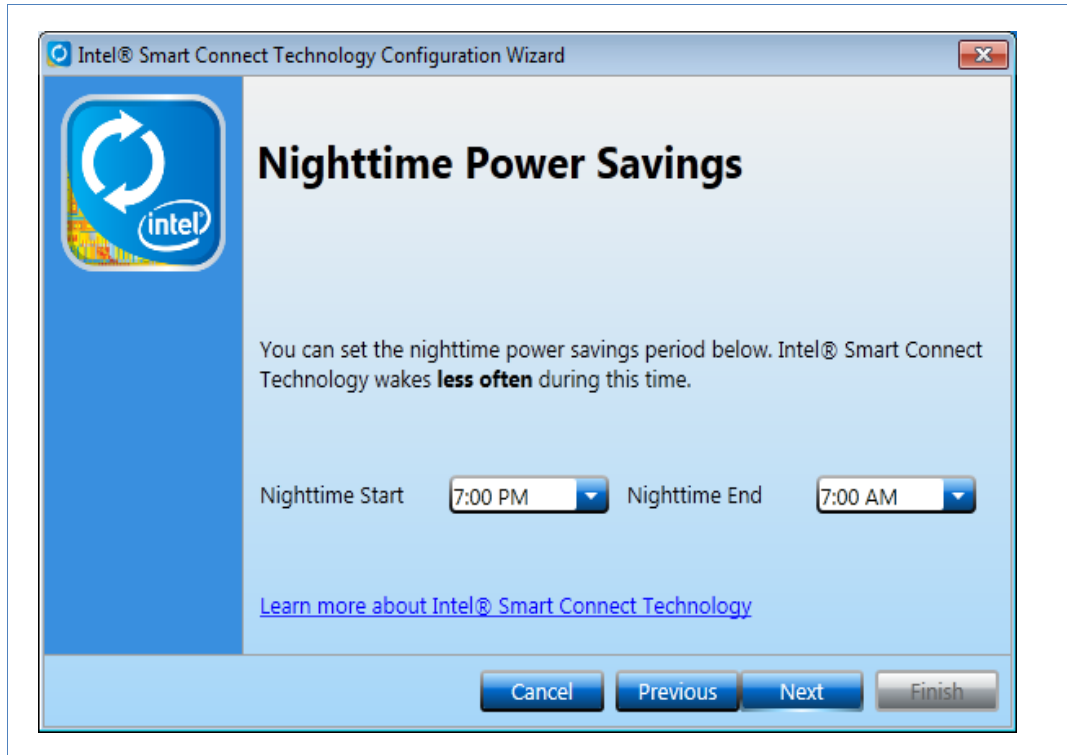 Intel® Smart Connect Technology Configuration Wizard
intel®
Nighttime Power Savings
You can set the nighttime power savings period below. Intel® Smart Connect
Technology wakes less often during this time.
Nighttime Start 7:00 PM Nighttime End 7:00 AM
Learn more about Intel® Smart Connect Technology
Cancel Previous Next Finish